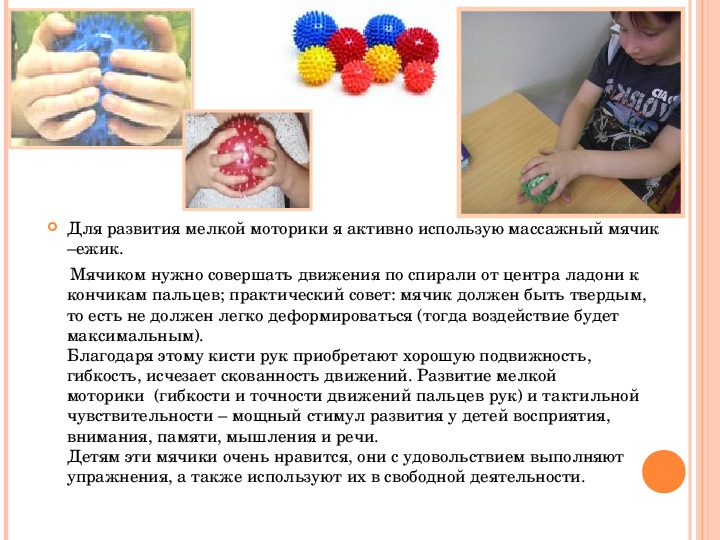 Для развития мелкой моторики я активно использую массажный мячик
–ежик.
Мячиком нужно совершать движения по спирали от центра ладони к
кончикам пальцев; практический совет: мячик должен быть твердым,
то есть не должен легко деформироваться (тогда воздействие будет
максимальным).
Благодаря этому кисти рук приобретают хорошую подвижность,
гибкость, исчезает скованность движений. Развитие мелкой
моторики  (гибкости и точности движений пальцев рук) и тактильной
чувствительности – мощный стимул развития у детей восприятия,
внимания, памяти, мышления и речи.
Детям эти мячики очень нравится, они с удовольствием выполняют
упражнения, а также используют их в свободной деятельности.